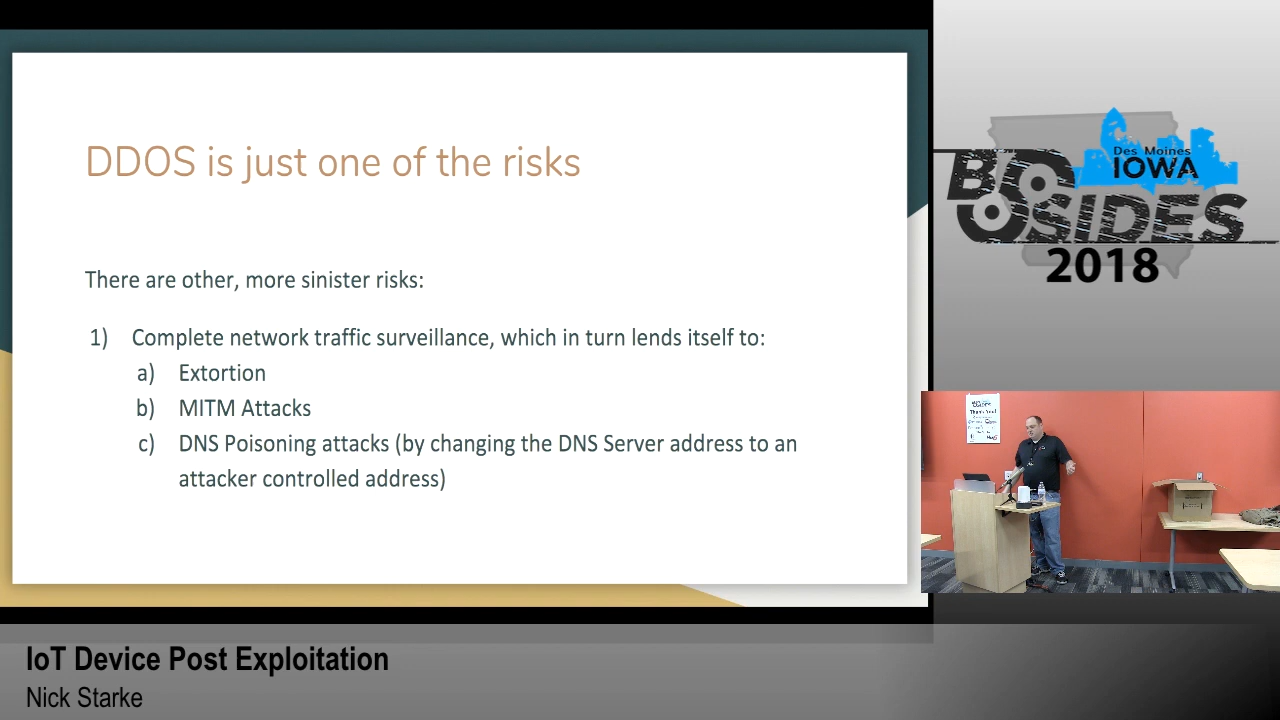 DDOS is just one of the risks
There are other, more sinister risks:
1) Complete network traffic surveillance, which in turn lends itself to:
a) Extortion
b) MITM Attacks
c) DNS Poisoning attacks (by changing the DNS Server address to an
attacker controlled address)
Des Moines
IOWA
BSIDES
2018
Thank You!
IoT Device Post Exploitation
Nick Starke